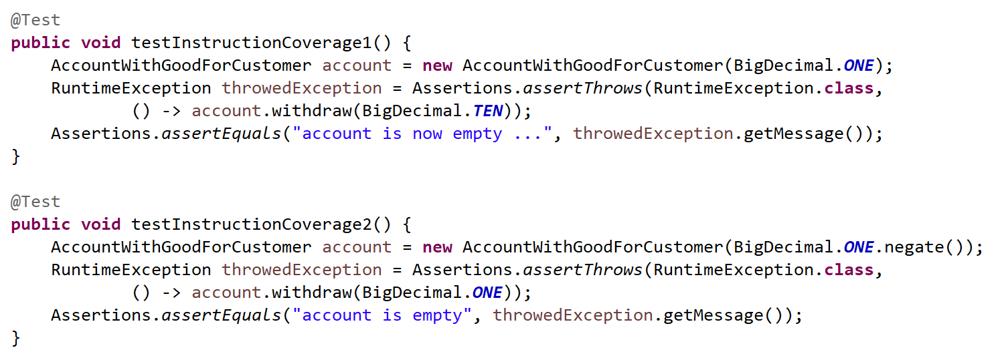 @Test
public void testInstructionCoverage1() {
    AccountWithGoodForCustomer account = new AccountWithGoodForCustomer(BigDecimal.ONE);
    RuntimeException throwedException = Assertions.assertThrows(RuntimeException.class,
            () -> account.withdraw(BigDecimal.TEN));
    Assertions.assertEquals("account is now empty ...", throwedException.getMessage());
}

@Test
public void testInstructionCoverage2() {
    AccountWithGoodForCustomer account = new AccountWithGoodForCustomer(BigDecimal.ONE.negate());
    RuntimeException throwedException = Assertions.assertThrows(RuntimeException.class,
            () -> account.withdraw(BigDecimal.ONE));
    Assertions.assertEquals("account is empty", throwedException.getMessage());
}